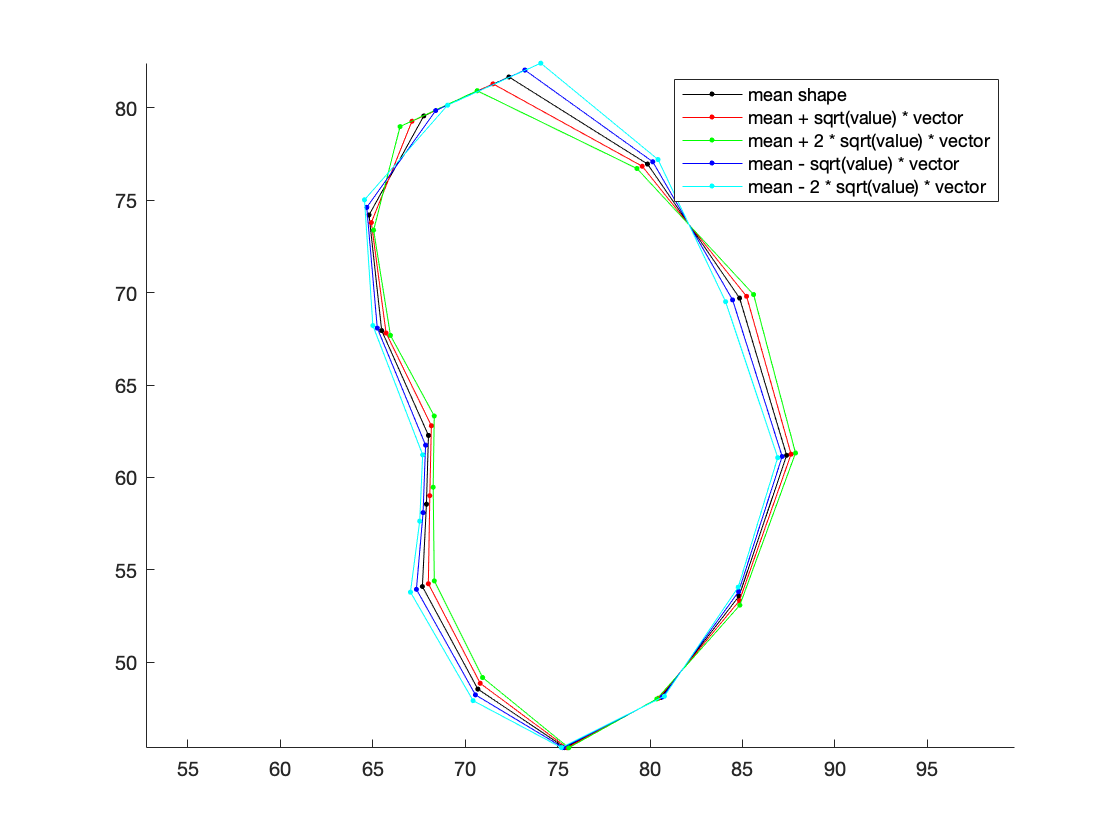 80
75
70
65
60
55
50
55 60 65 70 75 80 85 90 95
mean shape
mean + sqrt(value) * vector
mean + 2 * sqrt(value) * vector
mean - sqrt(value) * vector
mean - 2 * sqrt(value) * vector